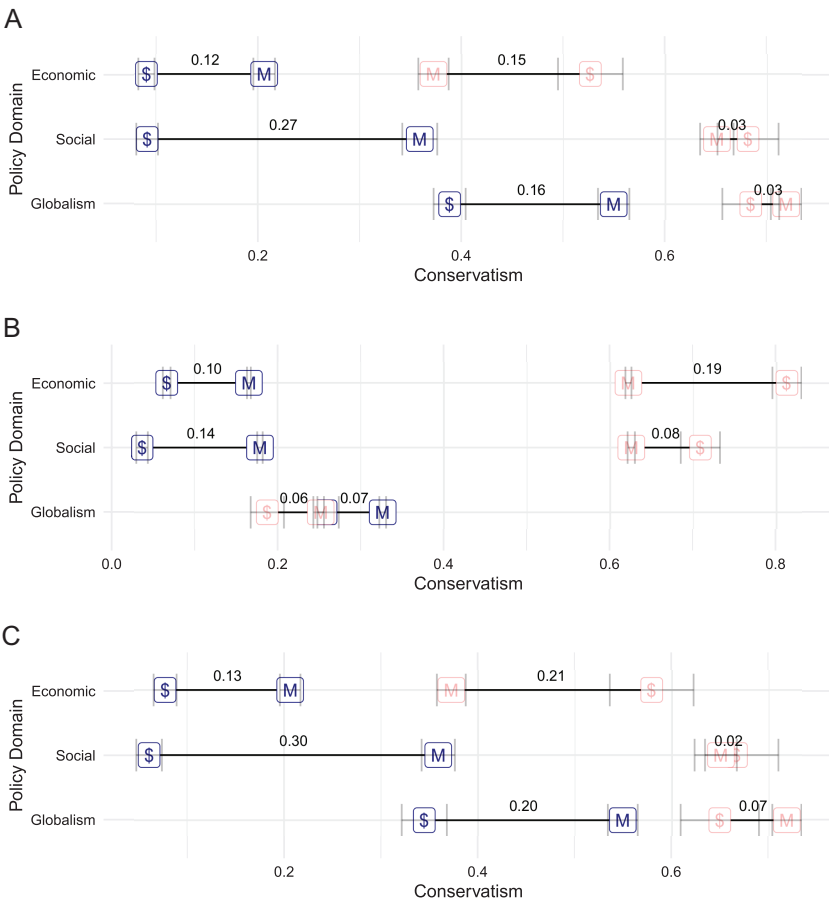 A
Policy Domain
Economic $ 0.12 M M 0.15 $
Social $ 0.27 M M 0.03 $
Globalism $ 0.16 M $ 0.03 M
0.2 0.4 0.6
Conservatism
B
Policy Domain
Economic $ 0.10 M M 0.19 $
Social $ 0.14 M M 0.08 $
Globalism $ 0.06 M 0.07 M
0.0 0.2 0.4 0.6 0.8
Conservatism
C
Policy Domain
Economic $ 0.13 M M 0.21 $
Social $ 0.30 M M 0.02 $
Globalism $ 0.20 M $ 0.07 M
0.2 0.4 0.6
Conservatism